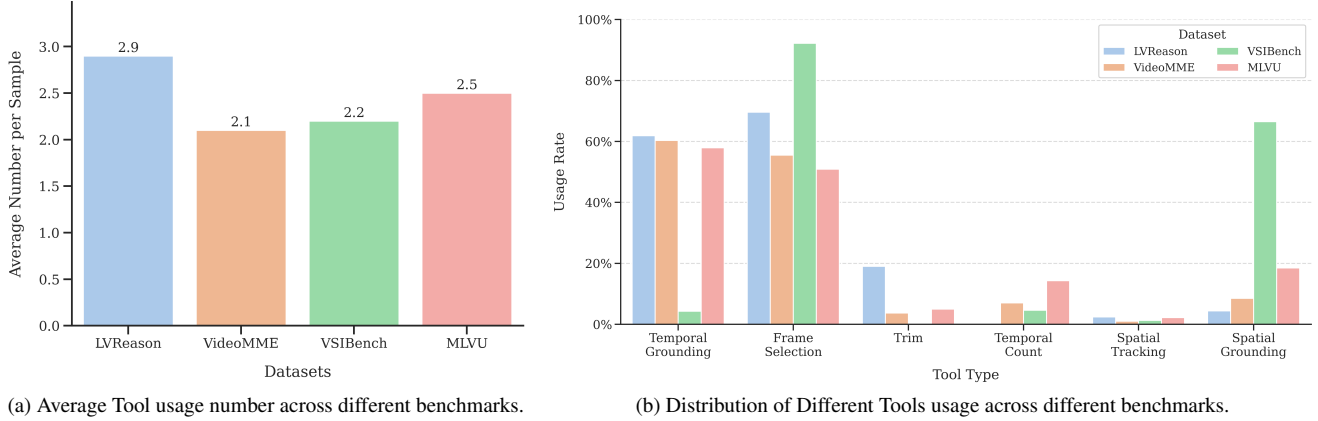 Average Number per Sample
3.0
2.5
2.0
1.5
1.0
0.5
0.0
2.9
2.1
2.2
2.5
LVReason VideoMME VSIBench MLVU
Datasets
(a) Average Tool usage number across different benchmarks.
Usage Rate
100%
80%
60%
40%
20%
0%
Dataset
LVReason VSIBench
VideoMME MLVU
Temporal Grounding
Frame Selection
Trim
Temporal Count
Spatial Tracking
Spatial Grounding
Tool Type
(b) Distribution of Different Tools usage across different benchmarks.